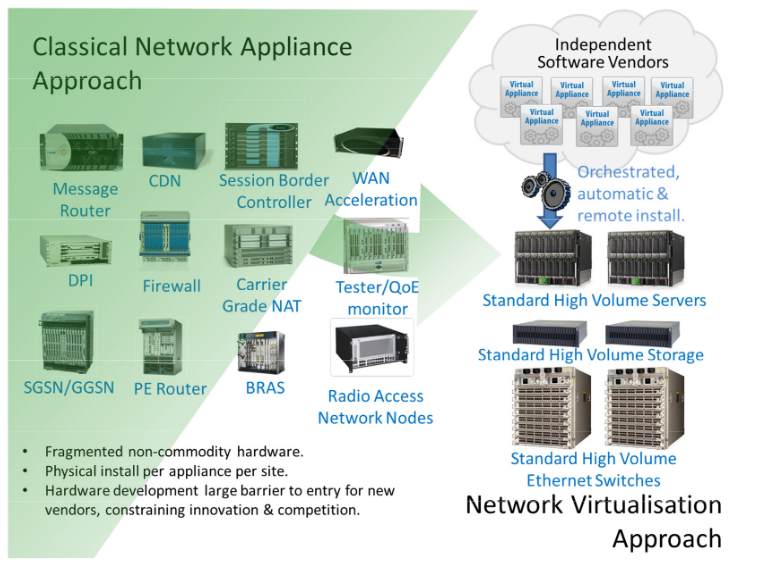 Classical Network Appliance
Approach
Message
Router
CDN
Session Border
Controller
WAN
Acceleration
DPI
Firewall
Carrier
Grade NAT
Tester/QoE
monitor
SGSN/GGSN
PE Router
BRAS
Radio Access
Network Nodes
• Fragmented non-commodity hardware.
• Physical install per appliance per site.
• Hardware development large barrier to entry for new
vendors, constraining innovation & competition.
Independent
Software Vendors
Virtual
Appliance
Virtual
Appliance
Virtual
Appliance
Virtual
Appliance
Virtual
Appliance
Virtual
Appliance
Virtual
Appliance
Orchestrated,
automatic &
remote install.
Standard High Volume Servers
Standard High Volume Storage
Standard High Volume
Ethernet Switches
Network Virtualisation
Approach